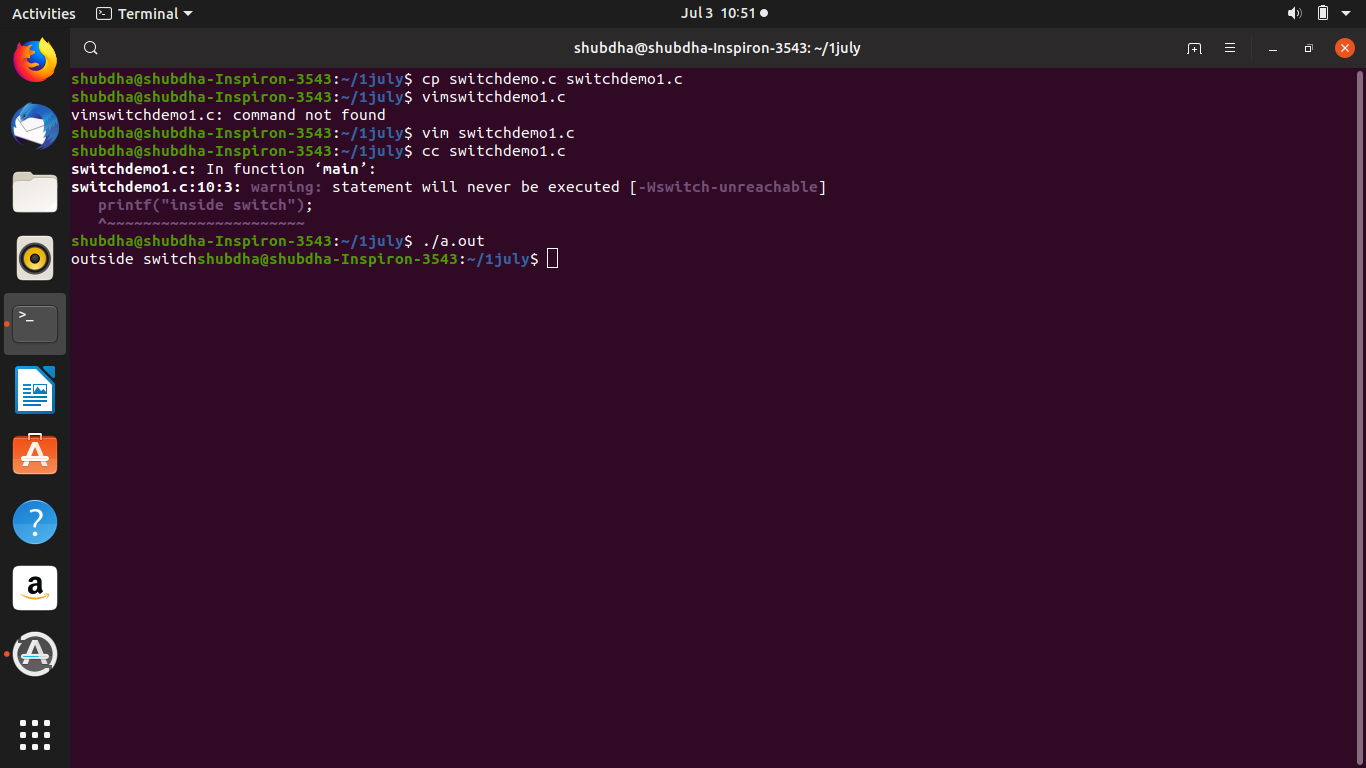 Activities Terminal Jul 3 10:51
shubdha@shubdha-Inspiron-3543: ~/1july
shubdha@shubdha-Inspiron-3543:~/1july$ cp switchdemo.c switchdemo1.c
shubdha@shubdha-Inspiron-3543:~/1july$ vimswitchdemo1.c
vimswitchdemo1.c: command not found
shubdha@shubdha-Inspiron-3543:~/1july$ vim switchdemo1.c
shubdha@shubdha-Inspiron-3543:~/1july$ cc switchdemo1.c
switchdemo1.c: In function ‘main’:
switchdemo1.c:10:3: warning: statement will never be executed [-Wswitch-unreachable]
   printf("inside switch");
   ^~~~~~~~~~~~~~~~~~~~~~~
shubdha@shubdha-Inspiron-3543:~/1july$ ./a.out
outside switchshubdha@shubdha-Inspiron-3543:~/1july$